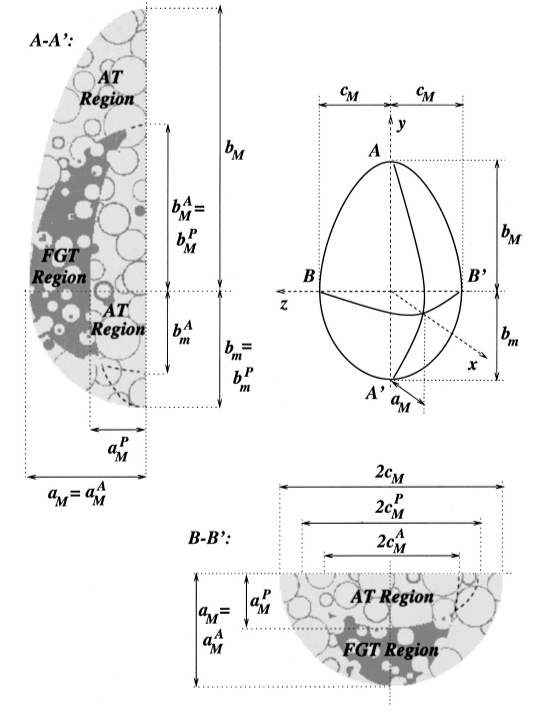 A-A':
AT
Region
b_M
b_M^A =
b_M^P
FGT
Region
AT
Region
b_m^A
b_m =
b_m^P
a_M^P
a_M = a_M^A
c_M c_M
y
A
b_M
B B'
z
b_m
x
A'
a_M
2c_M
2c_M^P
B-B':
2c_M^A
a_M =
a_M^A
a_M^P
AT Region
FGT Region